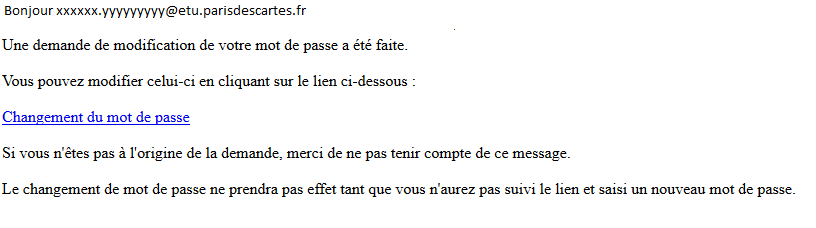 Bonjour xxxxxx.yyyyyyyyy@etu.parisdescartes.fr
Une demande de modification de votre mot de passe a été faite.
Vous pouvez modifier celui-ci en cliquant sur le lien ci-dessous :
Changement du mot de passe
Si vous n'êtes pas à l'origine de la demande, merci de ne pas tenir compte de ce message.
Le changement de mot de passe ne prendra pas effet tant que vous n'aurez pas suivi le lien et saisi un nouveau mot de passe.